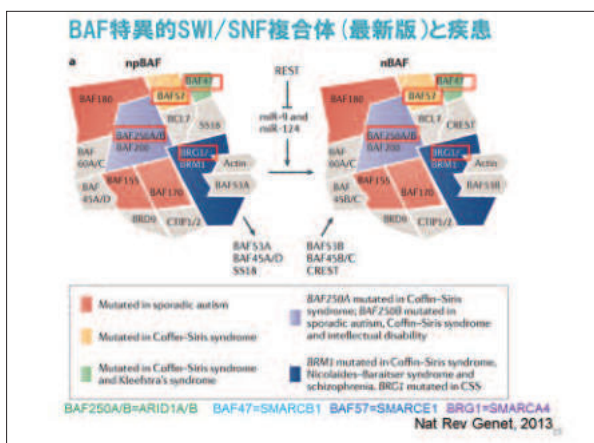 BAF特異的SWI/SNF複合体(最新版)と疾患
a
npBAF
nBAF
REST
miR-9 and
miR-124
BAF180
BAF57
BAF47
BCL7
SS18
BAF250A/B
BAF200
BRG1/
BRM1
BAF
60A/C
Actin
BAF53A
BAF
45A/D
BAF155
BAF170
BRD9
CTIP1/2
BAF180
BAF57
BAF47
BCL7
CREST
BAF250A/B
BAF200
BRG1/
BRM1
BAF
60A/C
Actin
BAF53B
BAF
45B/C
BAF155
BAF170
BRD9
CTIP1/2
BAF53A
BAF45A/D
SS18
BAF53B
BAF45B/C
CREST
Mutated in sporadic autism
Mutated in Coffin–Siris syndrome
Mutated in Coffin–Siris syndrome
and Kleefstra's syndrome
BAF250A mutated in Coffin–Siris
syndrome; BAF250B mutated in
sporadic autism, Coffin–Siris syndrome
and intellectual disability
BRM1 mutated in Coffin–Siris syndrome,
Nicolaides–Baraitser syndrome and
schizophrenia. BRG1 mutated in CSS
BAF250A/B=ARID1A/B BAF47=SMARCB1 BAF57=SMARCE1 BRG1=SMARCA4
Nat Rev Genet, 2013